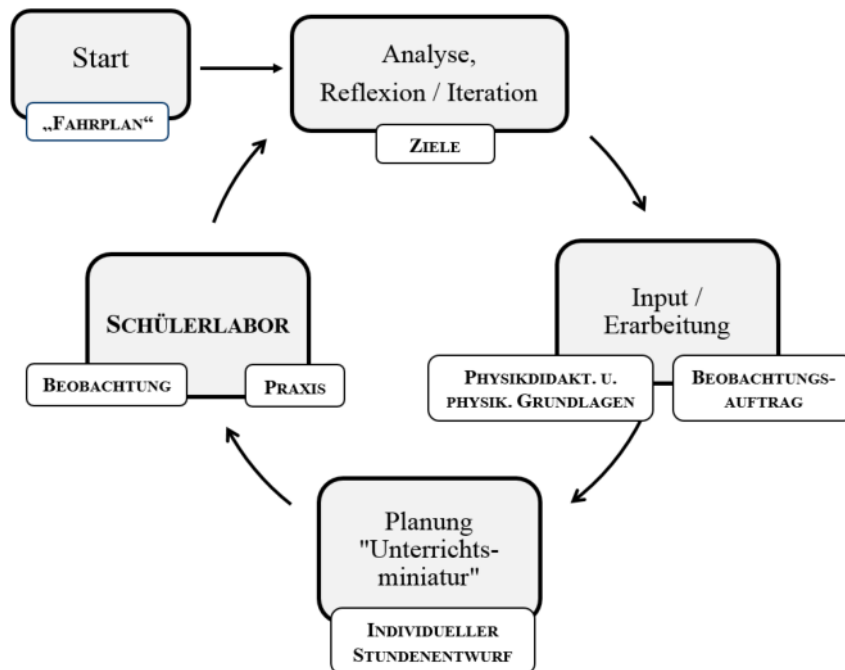 Start
„FAHRPLAN“
Analyse,
Reflexion / Iteration
ZIELE
Input /
Erarbeitung
PHYSIKDIDAKT. U.
PHYSIK. GRUNDLAGEN
BEOBACHTUNGS-
AUFTRAG
Planung
"Unterrichts-
miniatur"
INDIVIDUELLER
STUNDENENTWURF
SCHÜLERLABOR
BEOBACHTUNG
PRAXIS